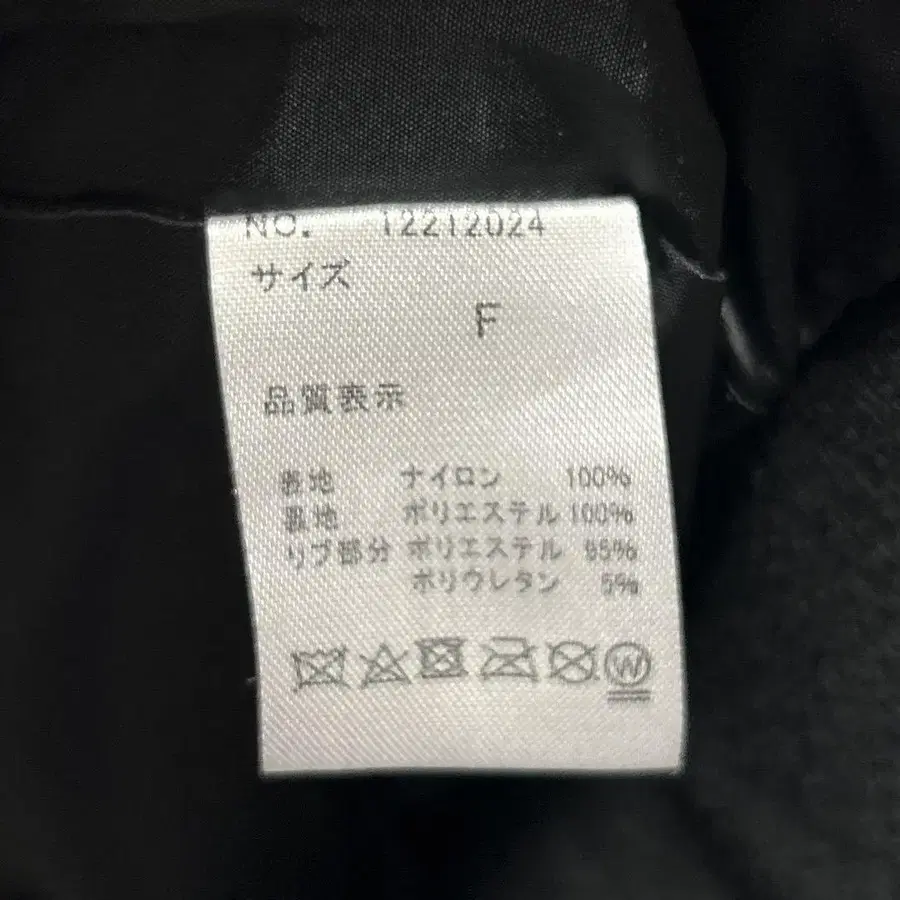 NO. 12212024
サイズ
F
品質表示
表地 ナイロン 100%
裏地 ポリエステル 100%
リブ部分 ポリエステル 95%
ポリウレタン 5%
W